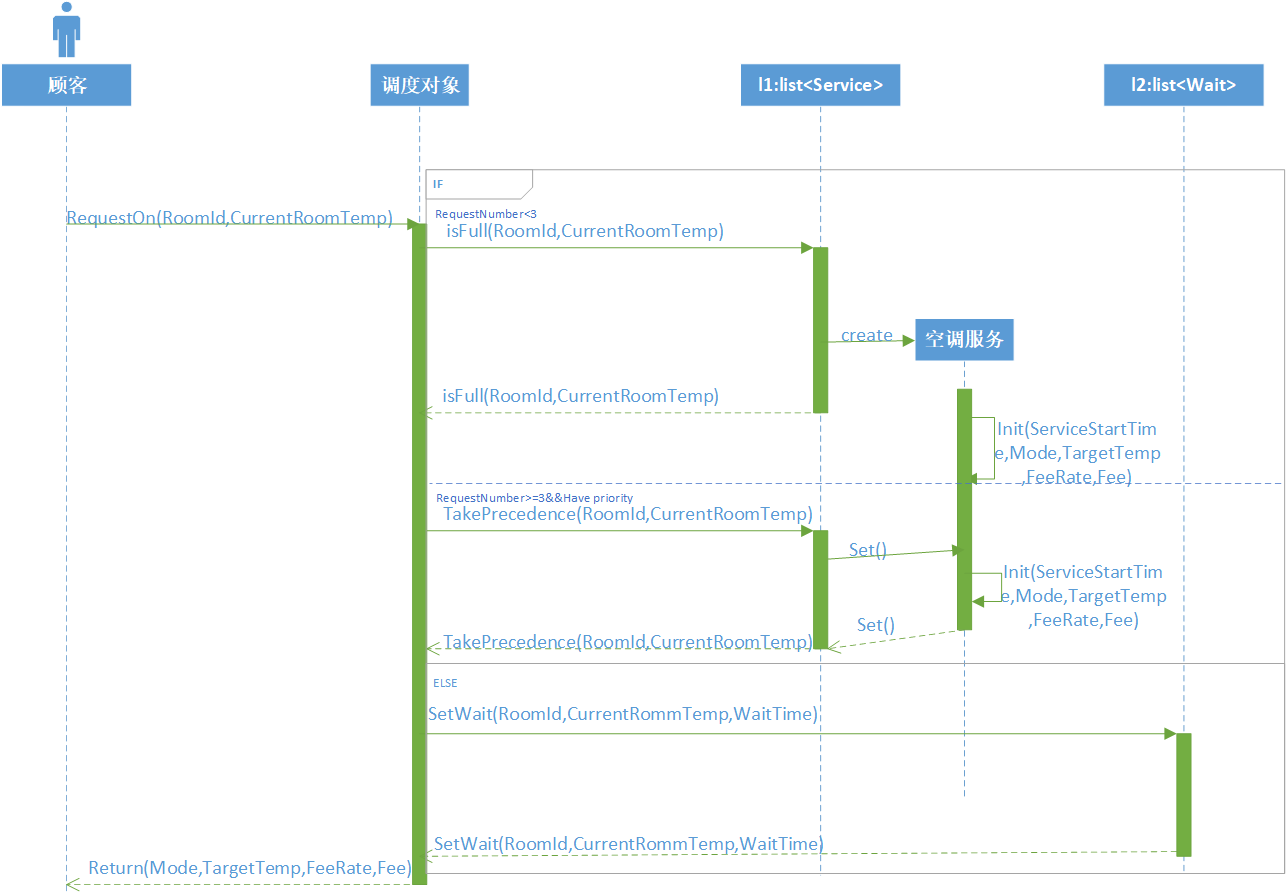 顾客
调度对象
l1:list<Service>
l2:list<Wait>
IF
RequestOn(RoomId,CurrentRoomTemp)
RequestNumber<3
isFull(RoomId,CurrentRoomTemp)
create
空调服务
isFull(RoomId,CurrentRoomTemp)
Init(ServiceStartTim
e,Mode,TargetTemp
,FeeRate,Fee)
RequestNumber>=3&&Have priority
TakePrecedence(RoomId,CurrentRoomTemp)
Set()
Init(ServiceStartTim
e,Mode,TargetTemp
,FeeRate,Fee)
Set()
TakePrecedence(RoomId,CurrentRoomTemp)
ELSE
SetWait(RoomId,CurrentRommTemp,WaitTime)
SetWait(RoomId,CurrentRommTemp,WaitTime)
Return(Mode,TargetTemp,FeeRate,Fee)